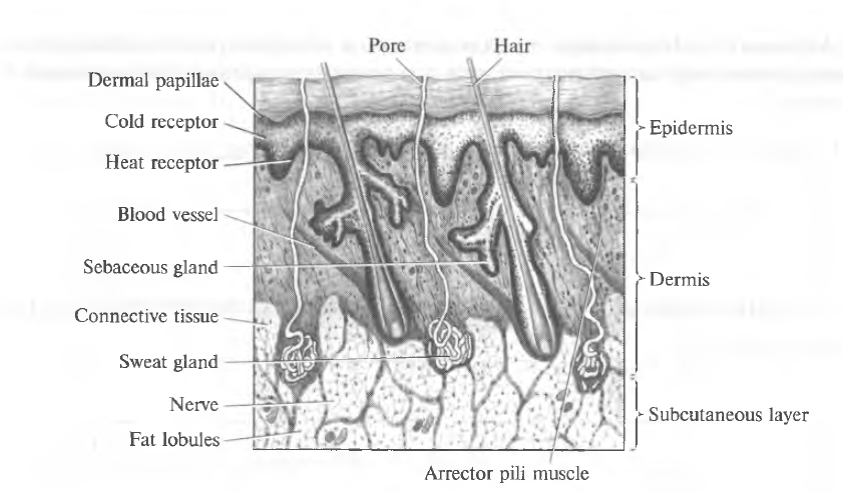 Pore
Hair
Dermal papillae
Cold receptor
Heat receptor
Blood vessel
Sebaceous gland
Connective tissue
Sweat gland
Nerve
Fat lobules
Epidermis
Dermis
Subcutaneous layer
Arrector pili muscle